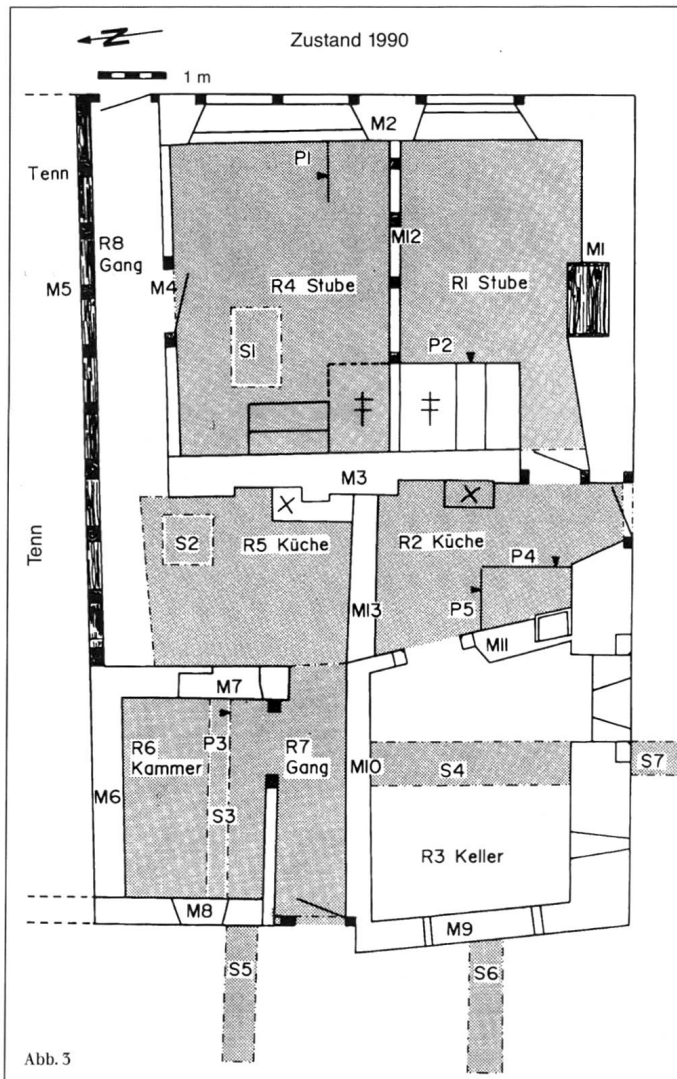 Zustand 1990
N
1 m
M2
P1
Tenn
R8
Gang
M12
M1
M5
M4
R4 Stube
R1 Stube
S1
P2
M3
S2
R5 Küche
R2 Küche
P4
Tenn
P5
M13
M11
M7
R6
Kammer
P3
R7
Gang
M10
S4
S7
M6
S3
R3 Keller
M8
M9
S5
S6
Abb. 3